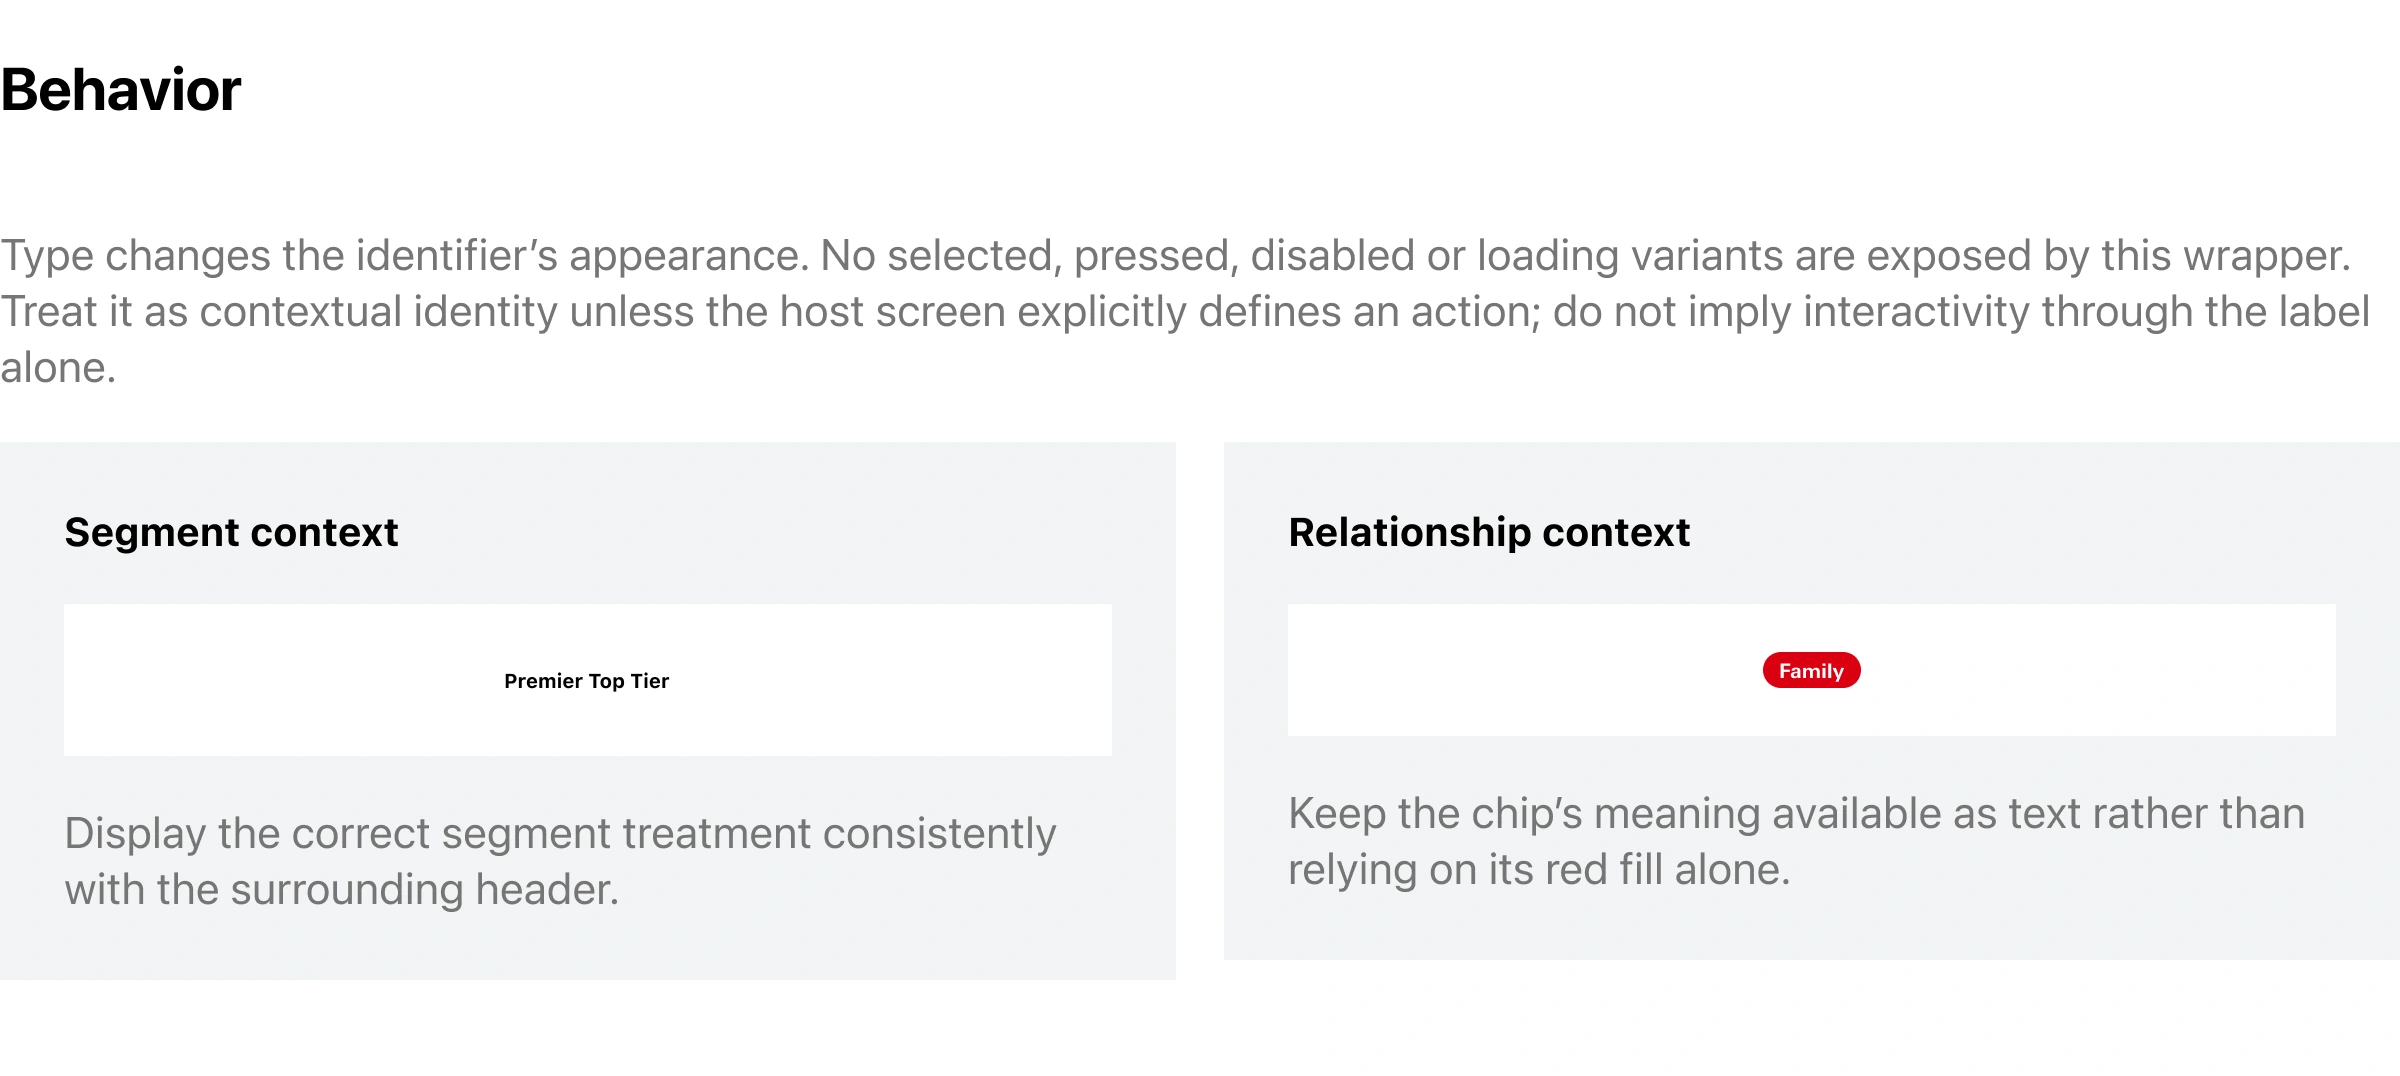 Behavior
Type changes the identifier’s appearance. No selected, pressed, disabled or loading variants are exposed by this wrapper.
Treat it as contextual identity unless the host screen explicitly defines an action; do not imply interactivity through the label
alone.
Segment context
Premier Top Tier
Display the correct segment treatment consistently
with the surrounding header.
Relationship context
Family
Keep the chip’s meaning available as text rather than
relying on its red fill alone.